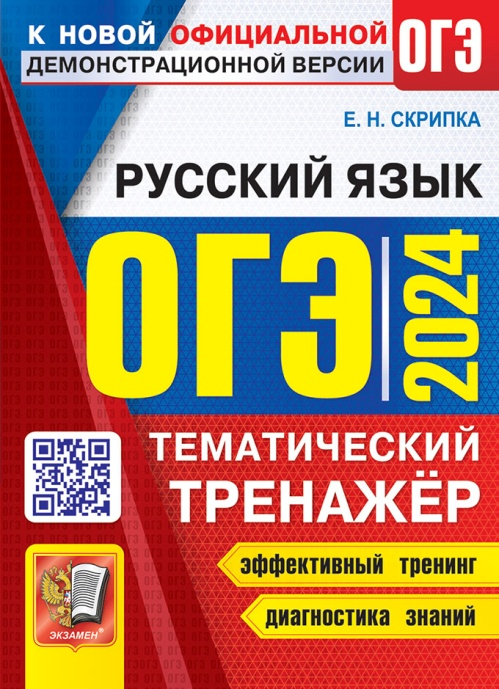 К НОВОЙ ОФИЦИАЛЬНОЙ
ДЕМОНСТРАЦИОННОЙ ВЕРСИИ
ОГЭ
Е. Н. СКРИПКА
РУССКИЙ ЯЗЫК
ОГЭ
2024
ТЕМАТИЧЕСКИЙ
ТРЕНАЖЁР
эффективный тренинг
диагностика знаний
ЭКЗАМЕН®